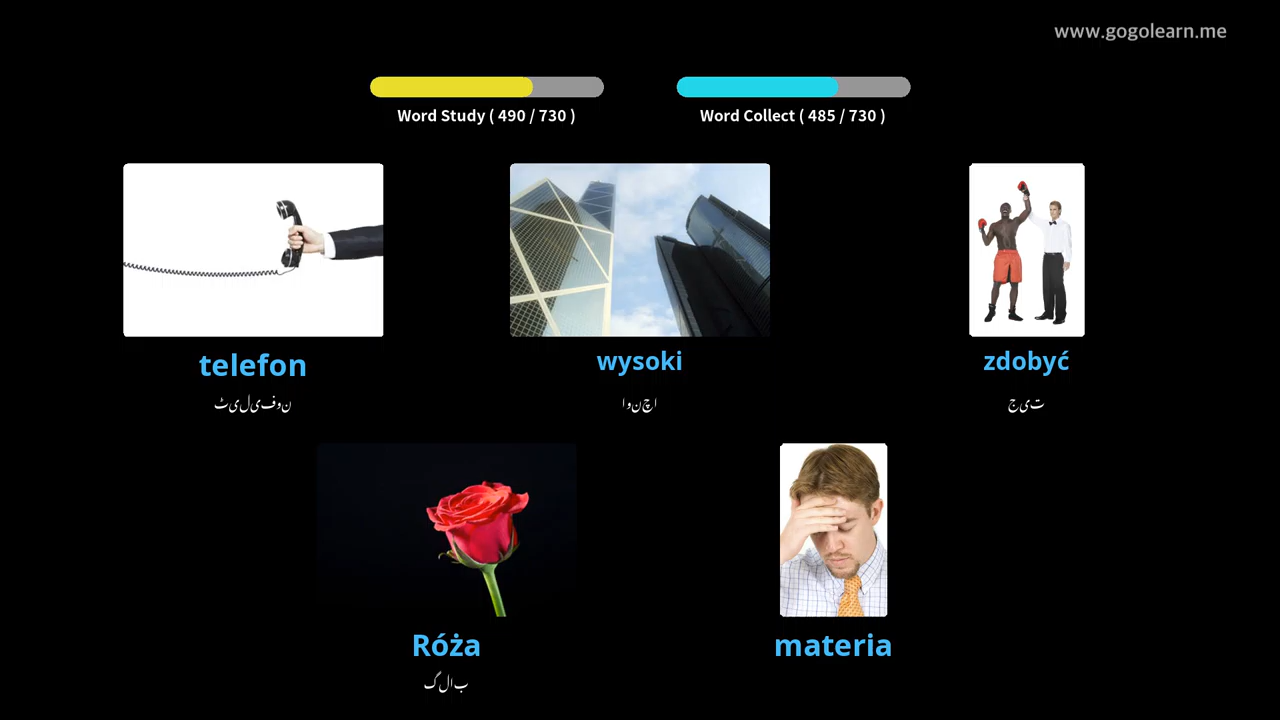 www.gogolearn.me
Word Study ( 490 / 730 )
Word Collect ( 485 / 730 )
telefon
wysoki
zdobyć
ٹیلیفون
اونچا
جیت
Róża
materia
گلاب